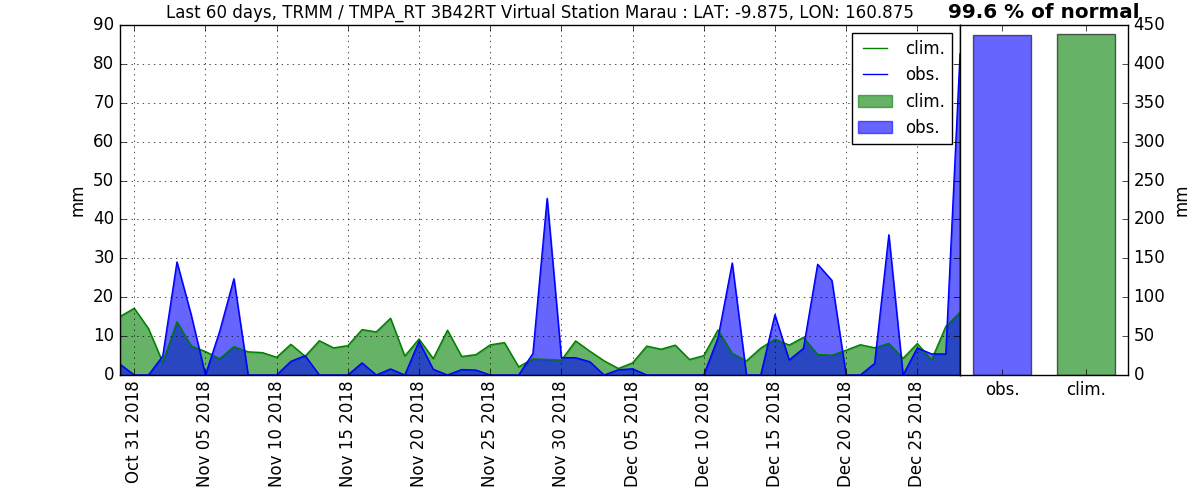 Last 60 days, TRMM / TMPA_RT 3B42RT Virtual Station Marau : LAT: -9.875, LON: 160.875
99.6 % of normal
90
80
70
60
50
40
30
20
10
0
mm
clim.
obs.
clim.
obs.
450
400
350
300
250
200
150
100
50
0
mm
Oct 31 2018
Nov 05 2018
Nov 10 2018
Nov 15 2018
Nov 20 2018
Nov 25 2018
Nov 30 2018
Dec 05 2018
Dec 10 2018
Dec 15 2018
Dec 20 2018
Dec 25 2018
obs.
clim.